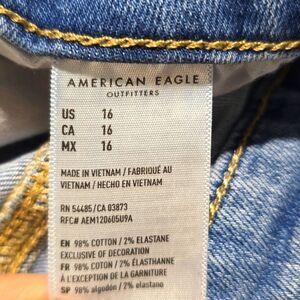 AMERICAN EAGLE
OUTFITTERS
US 16
CA 16
MX 16
MADE IN VIETNAM / FABRIQUÉ AU
VIETNAM / HECHO EN VIETNAM
RN 54485/CA 03873
RFC# AEM120605U9A
EN 98% COTTON / 2% ELASTANE
EXCLUSIVE OF DECORATION
FR 98% COTON / 2% ÉLASTHANNE
À L'EXCEPTION DE LA GARNITURE
SP 98% algodón / 2% elastano